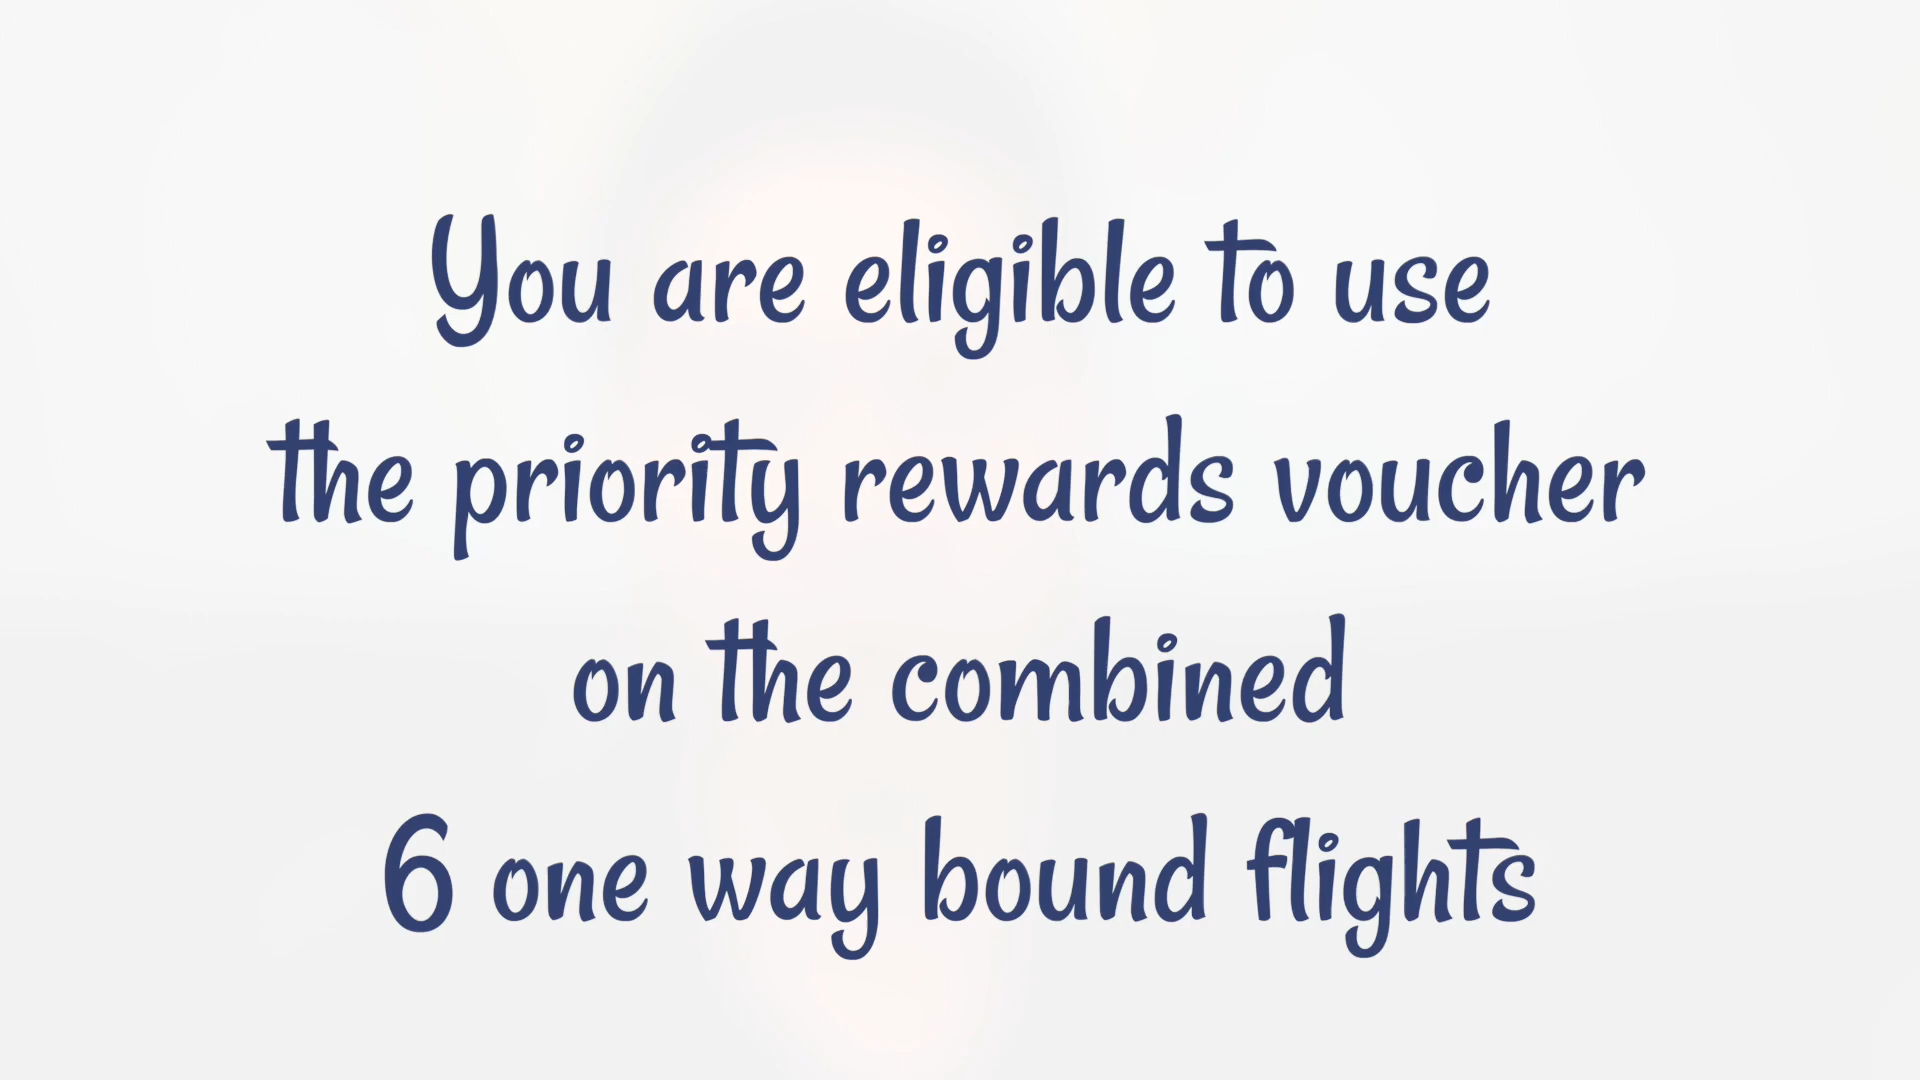 You are eligible to use
the priority rewards voucher
on the combined
6 one way bound flights